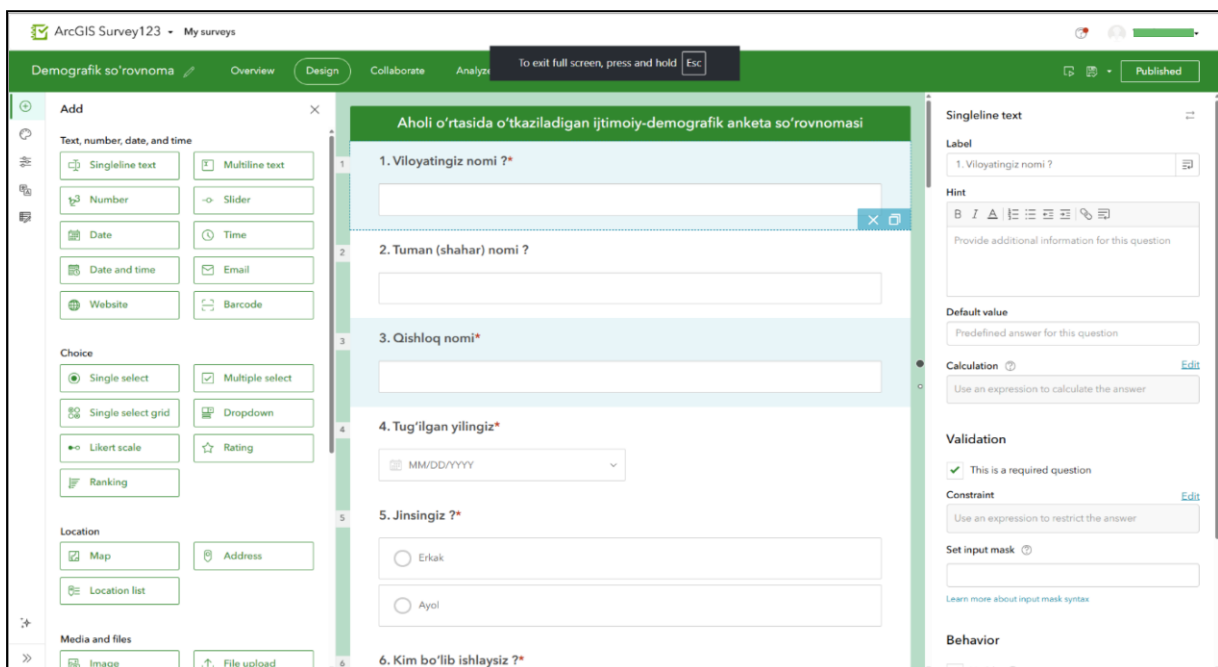 ArcGIS Survey123 My surveys
Demografik so'rovnoma Overview Design Collaborate Analyze Published
To exit full screen, press and hold Esc
Add
Text, number, date, and time
Singleline text Multiline text
Number Slider
Date Time
Date and time Email
Website Barcode
Choice
Single select Multiple select
Single select grid Dropdown
Likert scale Rating
Ranking
Location
Map Address
Location list
Media and files
Image File upload
Aholi o'rtasida o'tkaziladigan ijtimoiy-demografik anketa so'rovnomasi
1
1. Viloyatingiz nomi ?*
2
2. Tuman (shahar) nomi ?
3
3. Qishloq nomi*
4
4. Tug'ilgan yilingiz*
MM/DD/YYYY
5
5. Jinsingiz ?*
Erkak
Ayol
6
6. Kim bo'lib ishlaysiz ?*
Singleline text
Label
1. Viloyatingiz nomi ?
Hint
B I A
Provide additional information for this question
Default value
Predefined answer for this question
Calculation Edit
Use an expression to calculate the answer
Validation
This is a required question
Constraint Edit
Use an expression to restrict the answer
Set input mask
Learn more about input mask syntax
Behavior